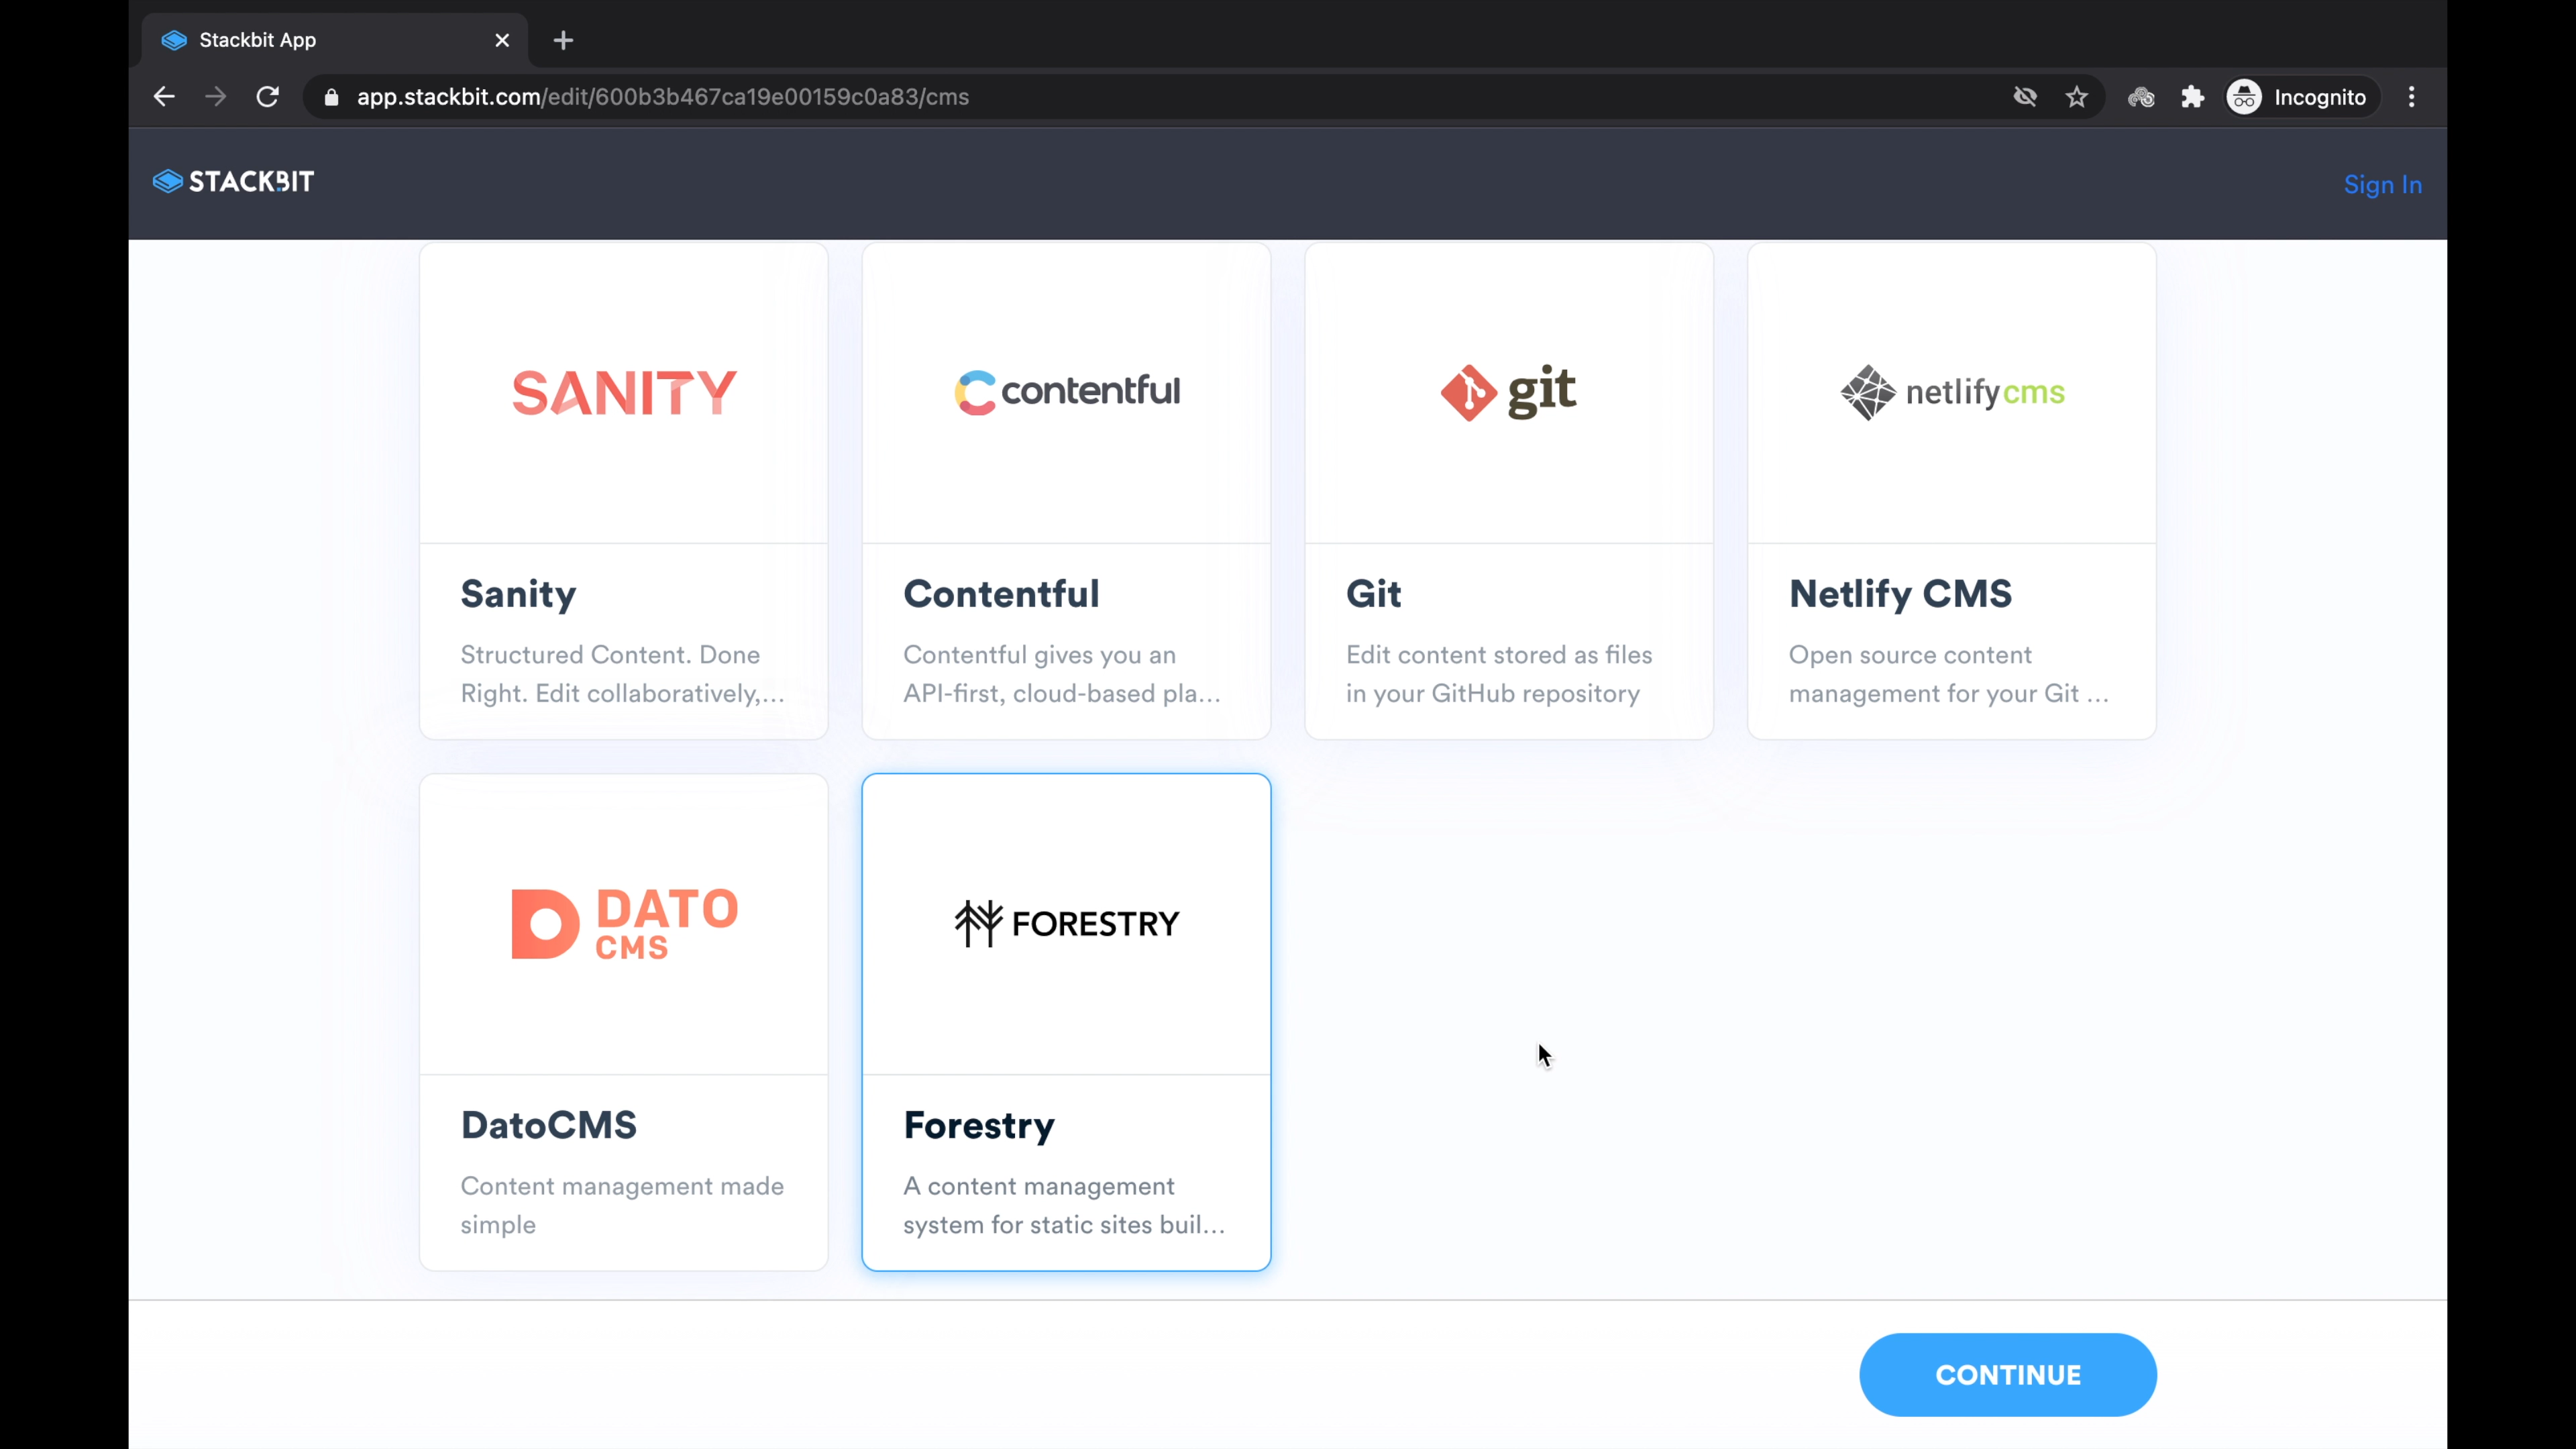 Stackbit App
app.stackbit.com/edit/600b3b467ca19e00159c0a83/cms
Incognito
STACKBIT
Sign In
SANITY
contentful
git
netlifycms
Sanity
Contentful
Git
Netlify CMS
Structured Content. Done
Right. Edit collaboratively,...
Contentful gives you an
API-first, cloud-based pla...
Edit content stored as files
in your GitHub repository
Open source content
management for your Git ...
DATO
CMS
FORESTRY
DatoCMS
Forestry
Content management made
simple
A content management
system for static sites buil...
CONTINUE